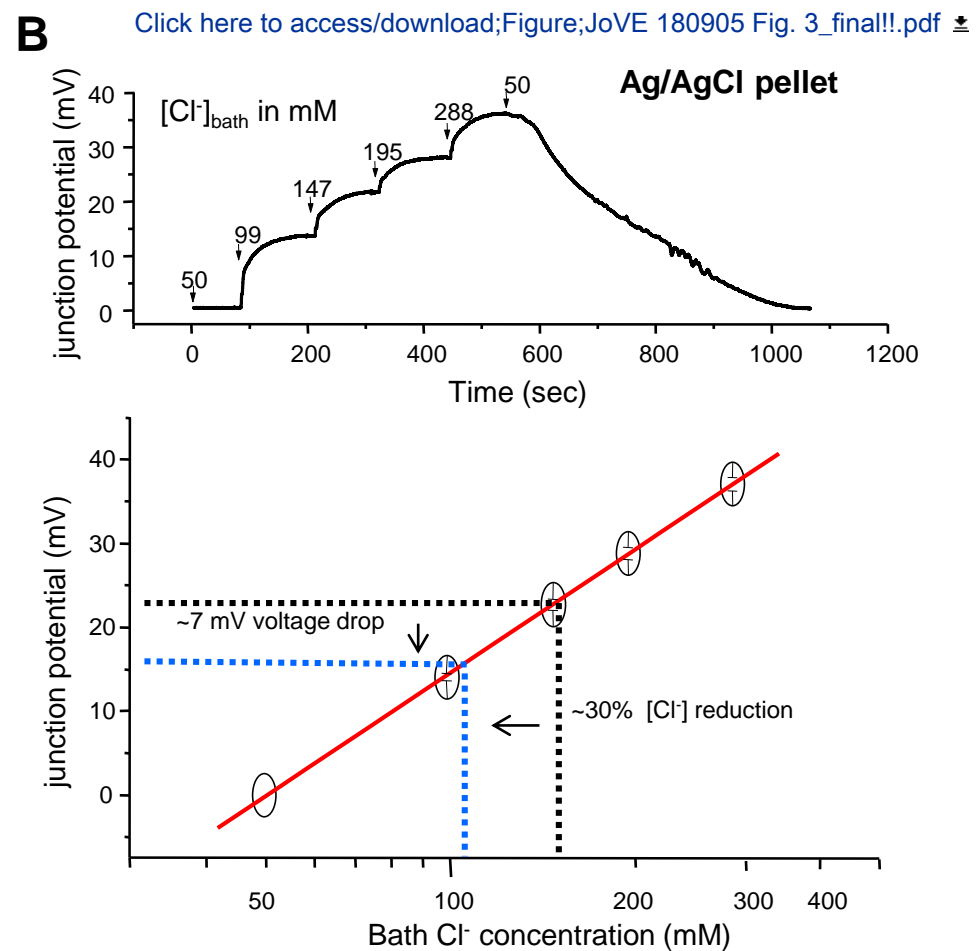 Click here to access/download;Figure;JoVE 180905 Fig. 3_final!!.pdf
B
Ag/AgCl pellet
[Cl-]bath in mM
junction potential (mV)
40
30
20
10
0
50
99
147
195
288
50
0
200
400
600
800
1000
1200
Time (sec)
junction potential (mV)
40
30
20
10
0
~7 mV voltage drop
~30% [Cl-] reduction
50
100
200
300
400
Bath Cl- concentration (mM)